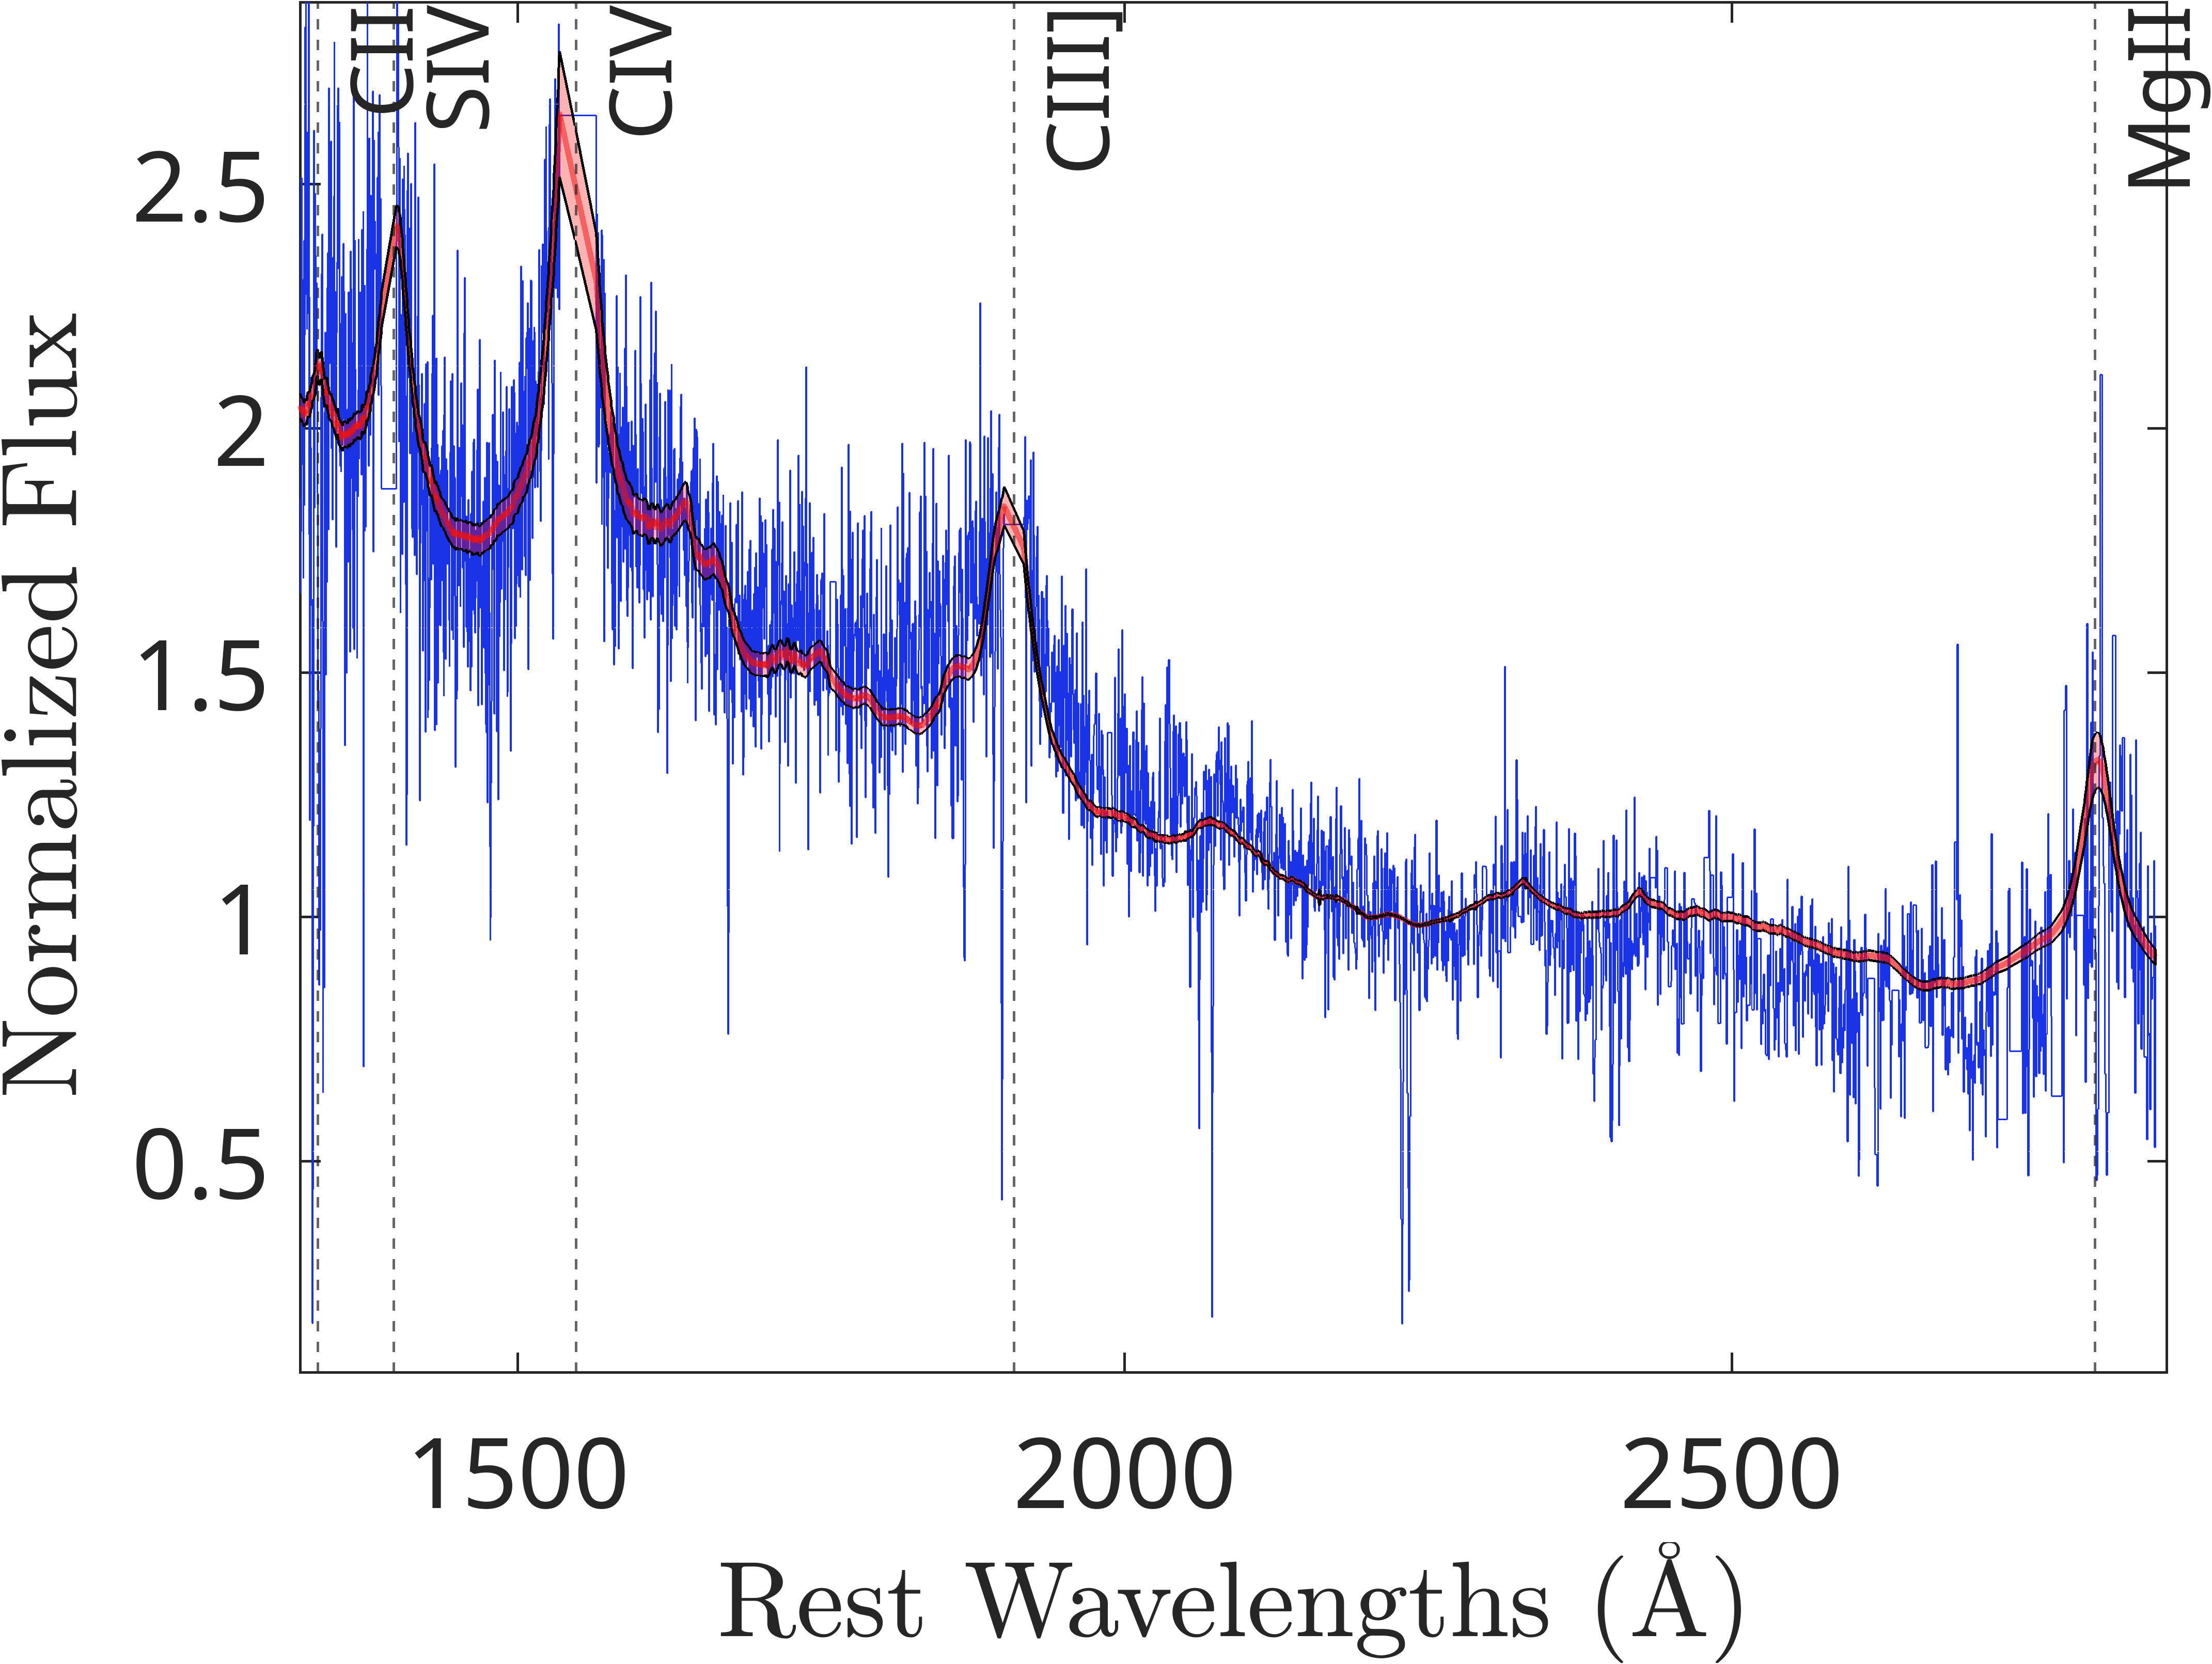 CII
SIV
CIV
CIII]
MgII
2.5
2
1.5
1
0.5
Normalized Flux
1500
2000
2500
Rest Wavelengths (Å)